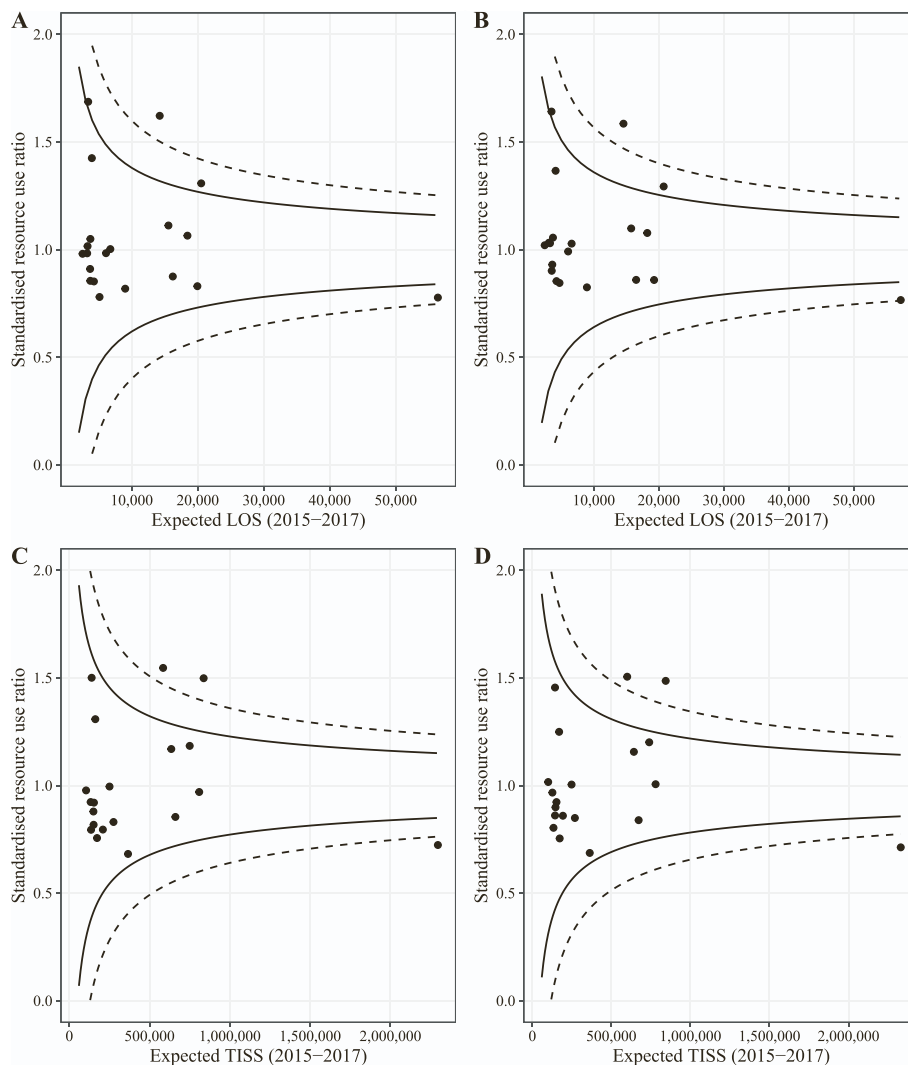 A
Standardised resource use ratio
2.0
1.5
1.0
0.5
0.0
10,000 20,000 30,000 40,000 50,000
Expected LOS (2015−2017)
B
Standardised resource use ratio
2.0
1.5
1.0
0.5
0.0
10,000 20,000 30,000 40,000 50,000
Expected LOS (2015−2017)
C
Standardised resource use ratio
2.0
1.5
1.0
0.5
0.0
0 500,000 1,000,000 1,500,000 2,000,000
Expected TISS (2015−2017)
D
Standardised resource use ratio
2.0
1.5
1.0
0.5
0.0
0 500,000 1,000,000 1,500,000 2,000,000
Expected TISS (2015−2017)